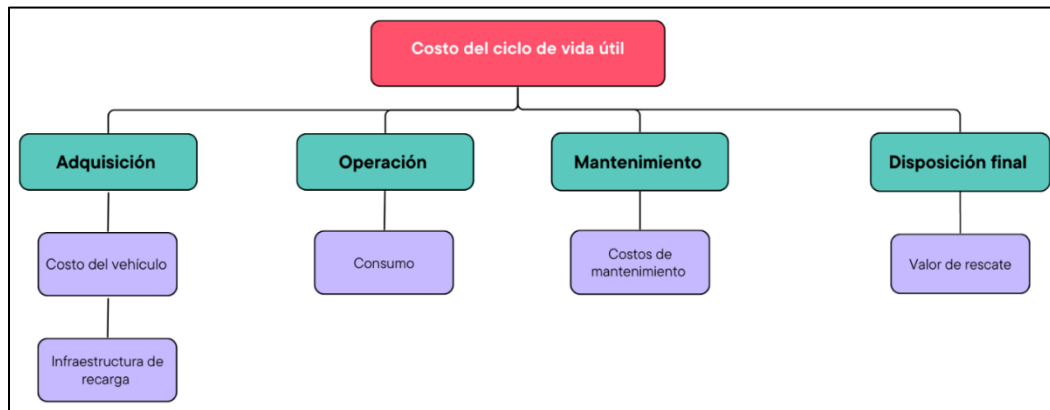 Costo del ciclo de vida útil
Adquisición
Operación
Mantenimiento
Disposición final
Costo del vehículo
Consumo
Costos de
mantenimiento
Valor de rescate
Infraestructura de
recarga